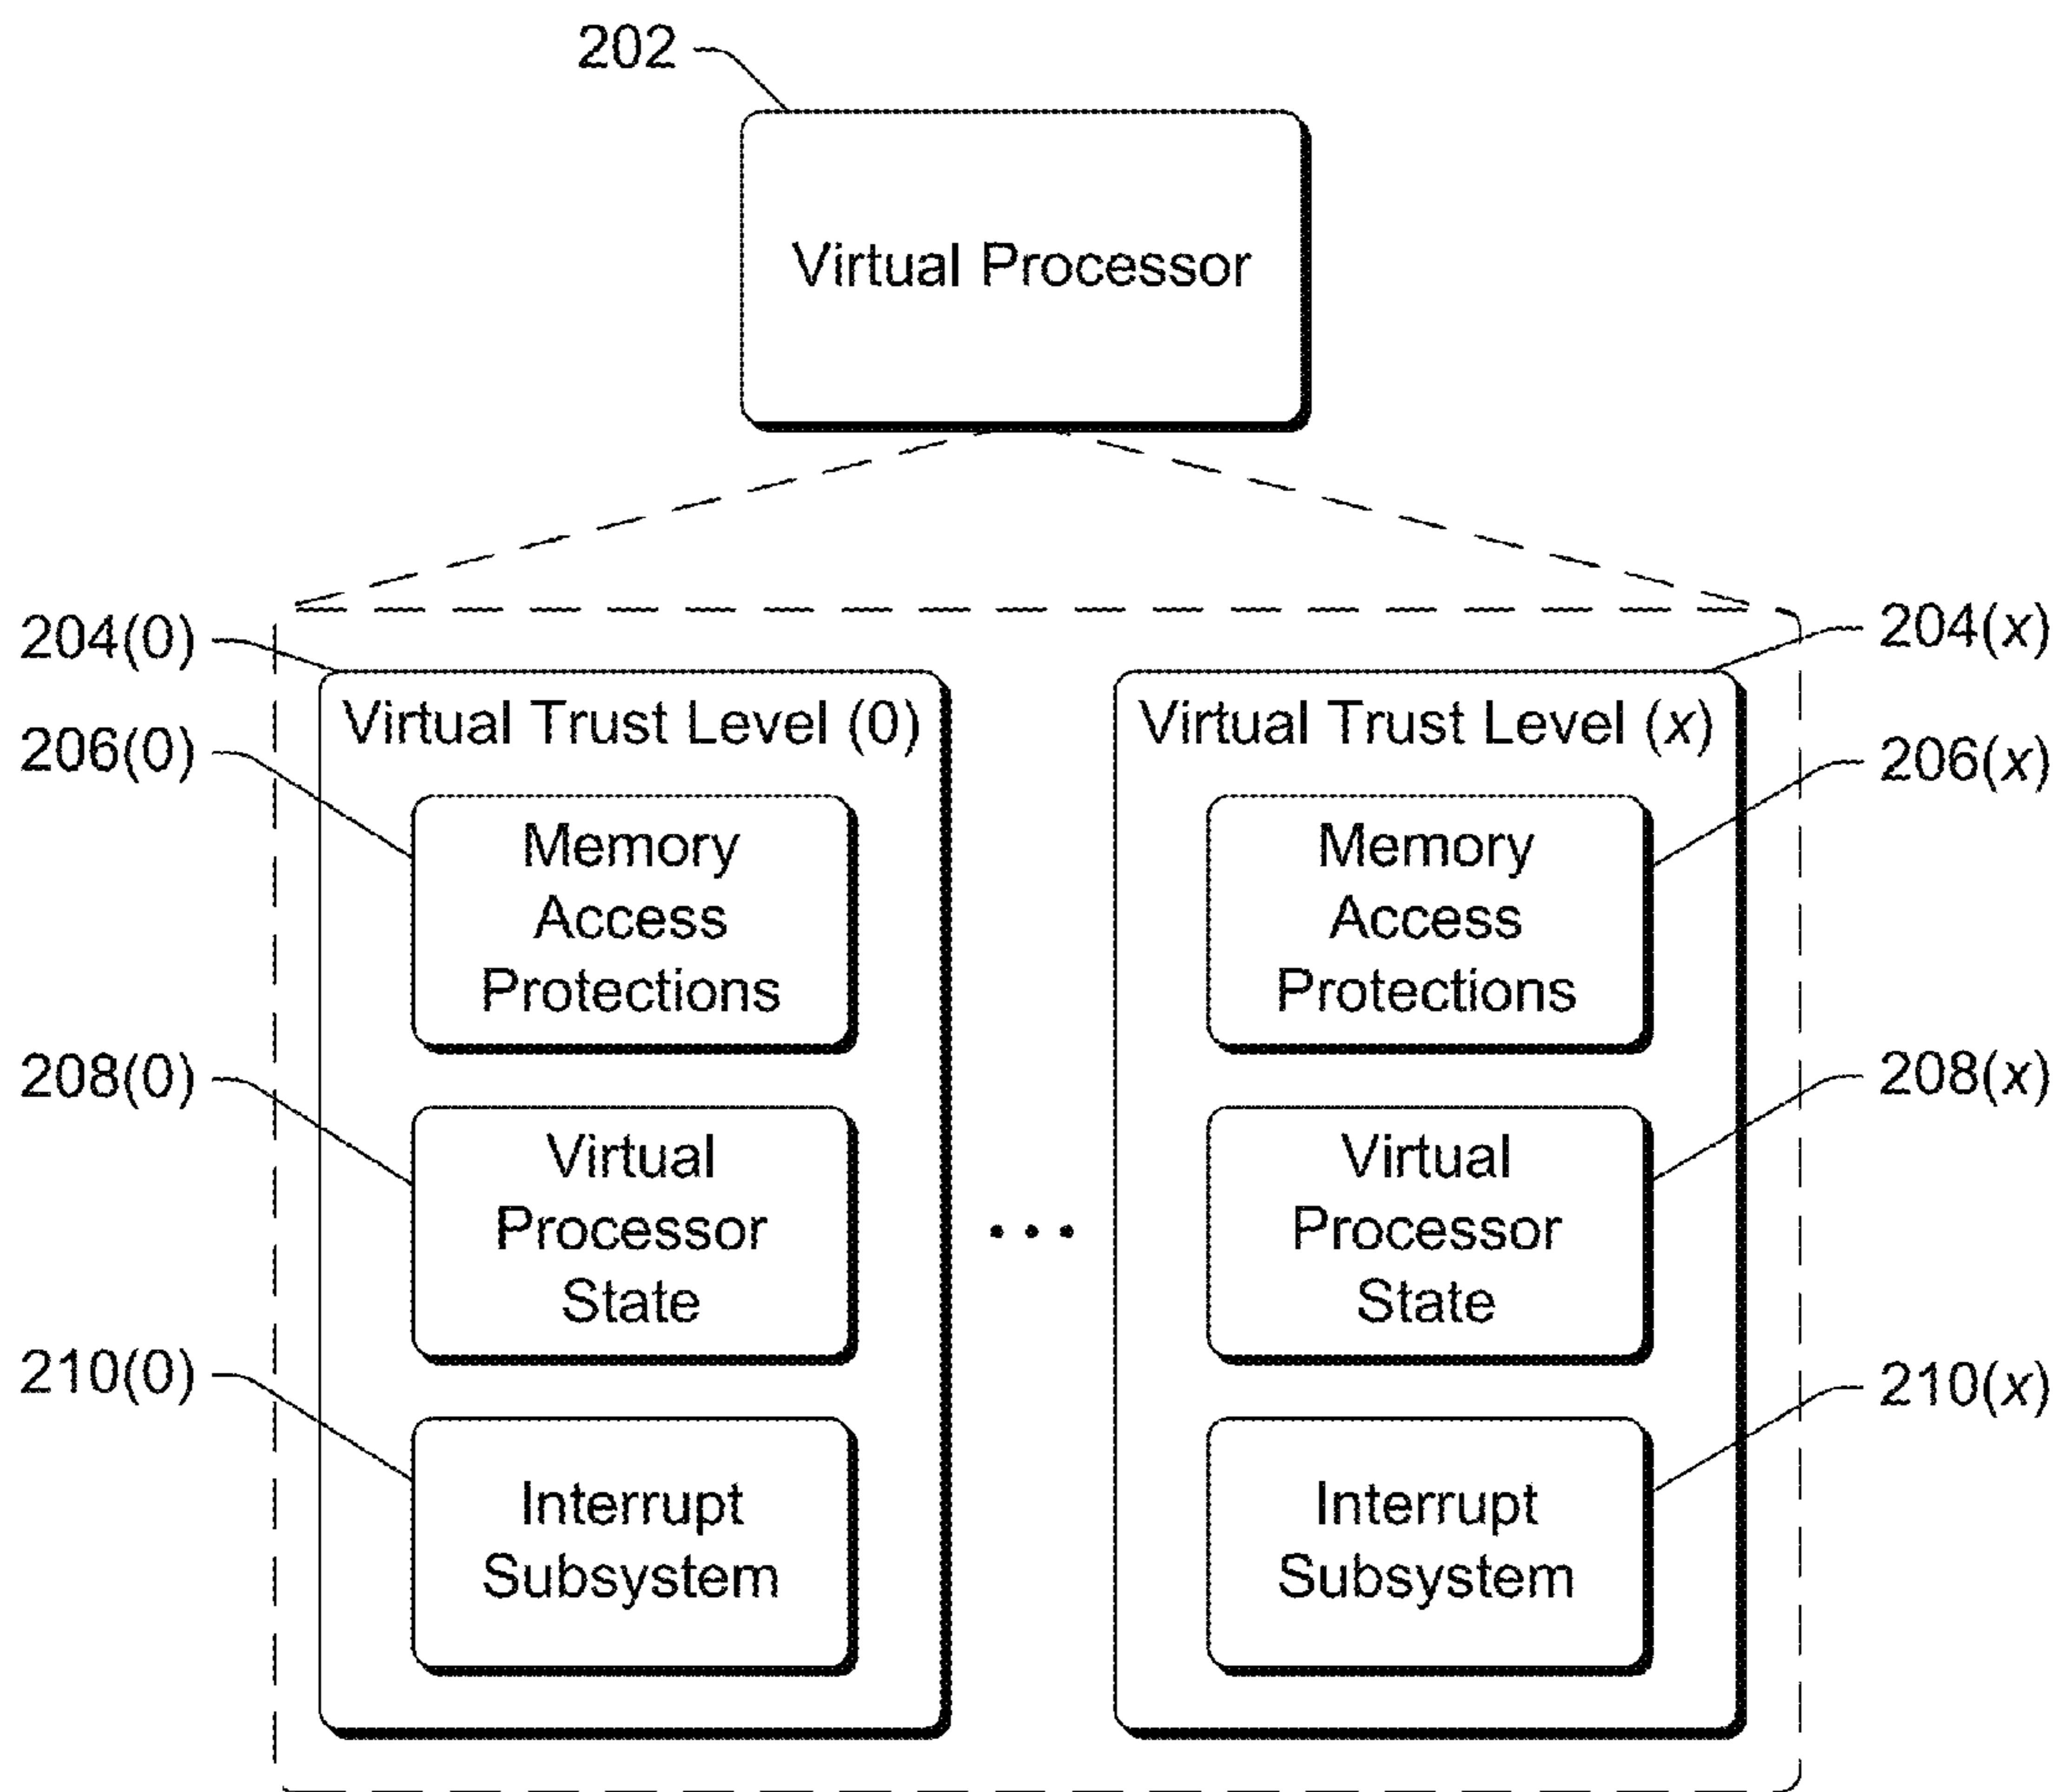 202
Virtual Processor
204(0)
204(x)
Virtual Trust Level (0)
Virtual Trust Level (x)
206(0)
206(x)
Memory
Access
Protections
Memory
Access
Protections
208(0)
208(x)
Virtual
Processor
State
...
Virtual
Processor
State
210(0)
210(x)
Interrupt
Subsystem
Interrupt
Subsystem